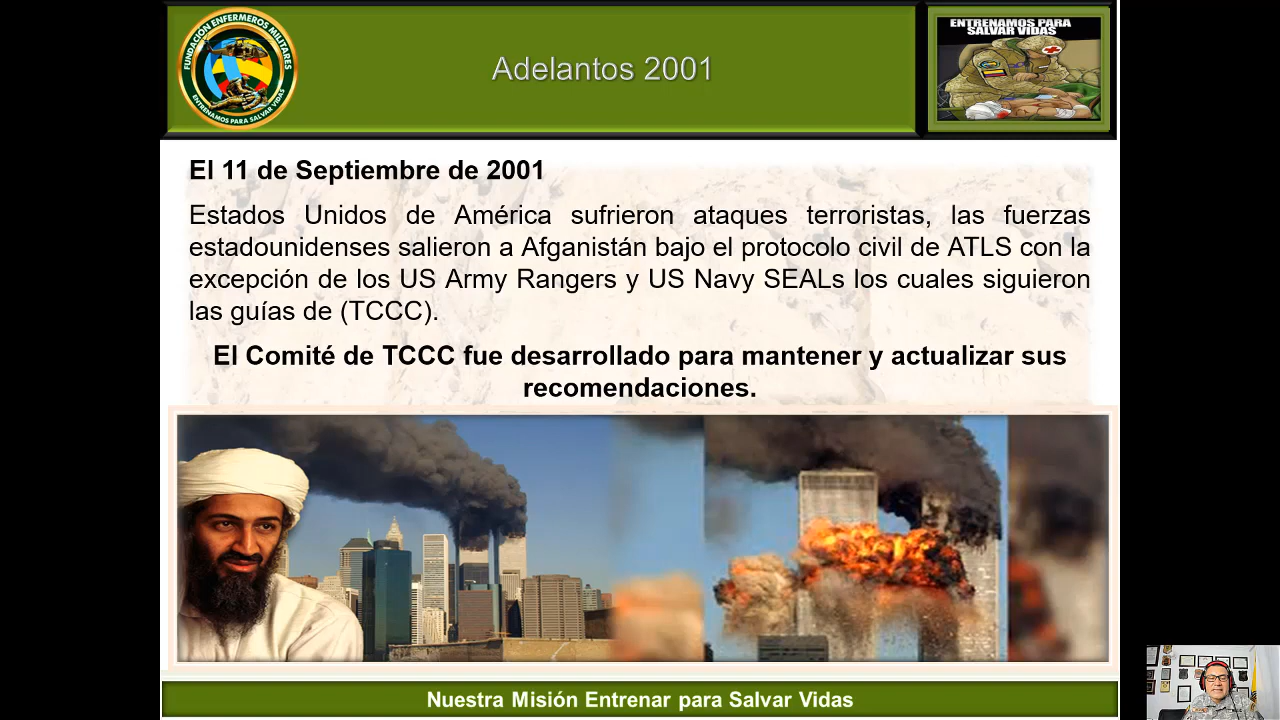 FUNDACIÓN ENFERMEROS MILITARES
ENTRENAMOS PARA SALVAR VIDAS
Adelantos 2001
ENTRENAMOS PARA
SALVAR VIDAS
El 11 de Septiembre de 2001
Estados Unidos de América sufrieron ataques terroristas, las fuerzas
estadounidenses salieron a Afganistán bajo el protocolo civil de ATLS con la
excepción de los US Army Rangers y US Navy SEALs los cuales siguieron
las guías de (TCCC).
El Comité de TCCC fue desarrollado para mantener y actualizar sus
recomendaciones.
Nuestra Misión Entrenar para Salvar Vidas